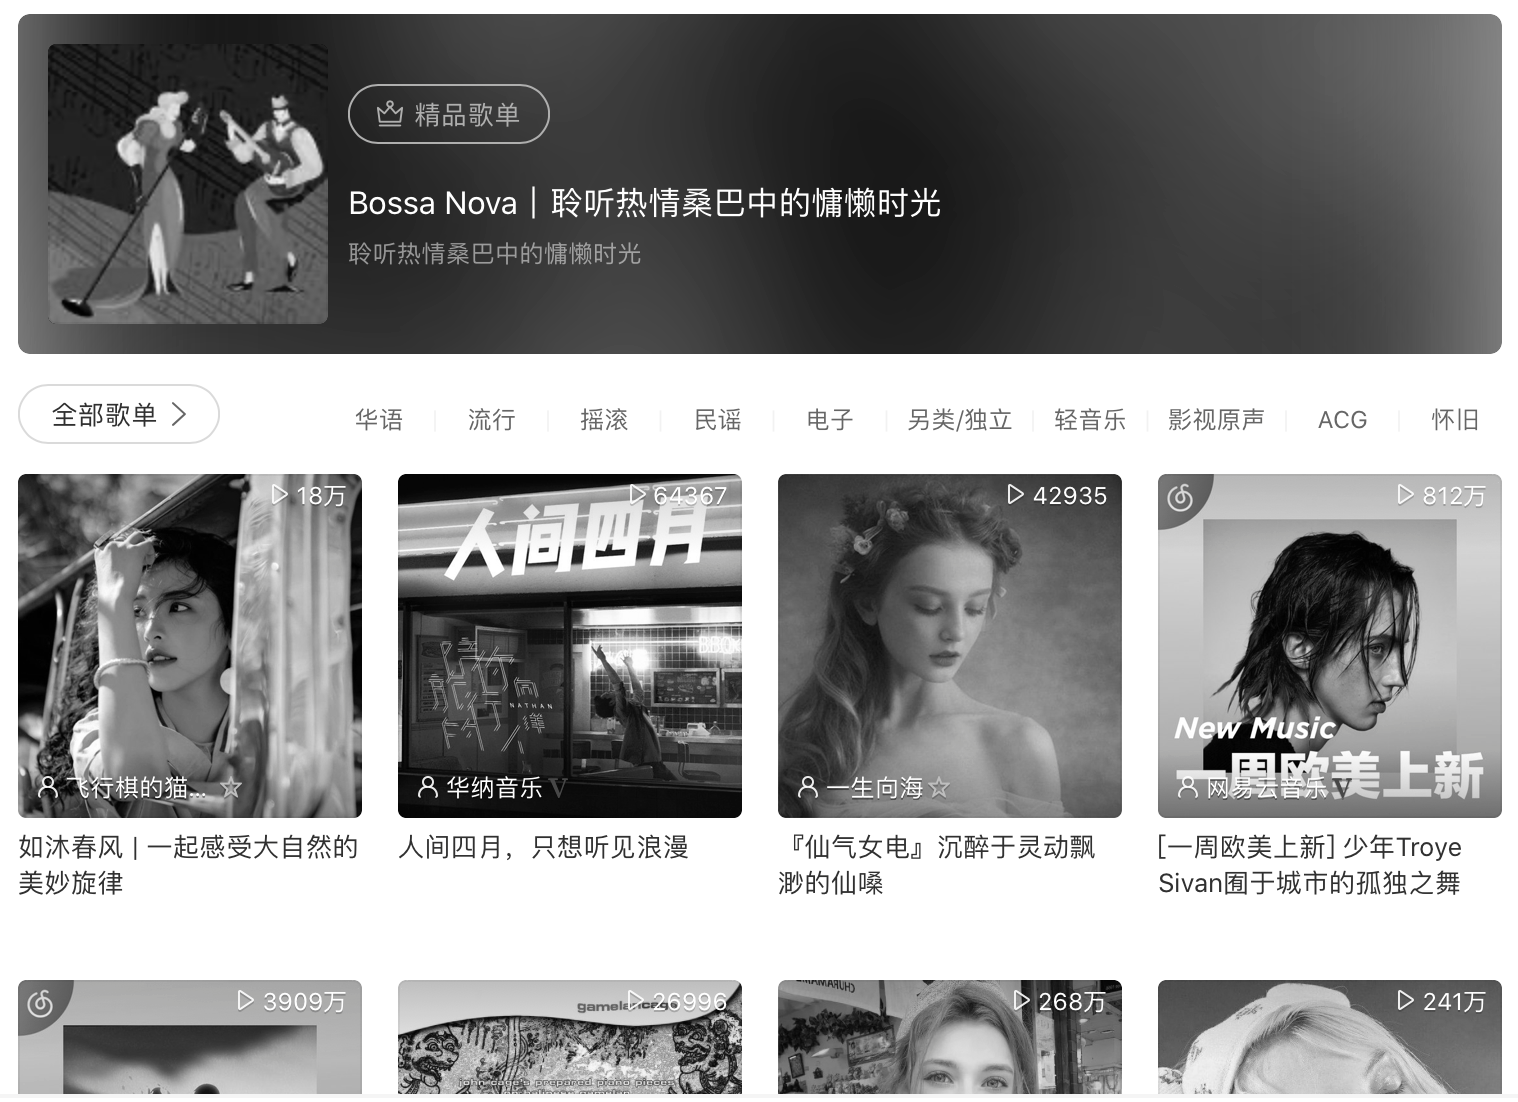 精品歌单
Bossa Nova｜聆听热情桑巴中的慵懒时光
聆听热情桑巴中的慵懒时光
全部歌单
华语
流行
摇滚
民谣
电子
另类/独立
轻音乐
影视原声
ACG
怀旧
18万
飞行棋的猫...
如沐春风 | 一起感受大自然的
美妙旋律
64367
人间四月
NATHAN
华纳音乐
人间四月，只想听见浪漫
42935
一生向海
『仙气女电』沉醉于灵动飘
渺的仙嗓
812万
New Music
一周欧美上新
网易云音乐
[一周欧美上新] 少年Troye
Sivan囿于城市的孤独之舞
3909万
26996
john cage's prepared piano pieces
268万
241万